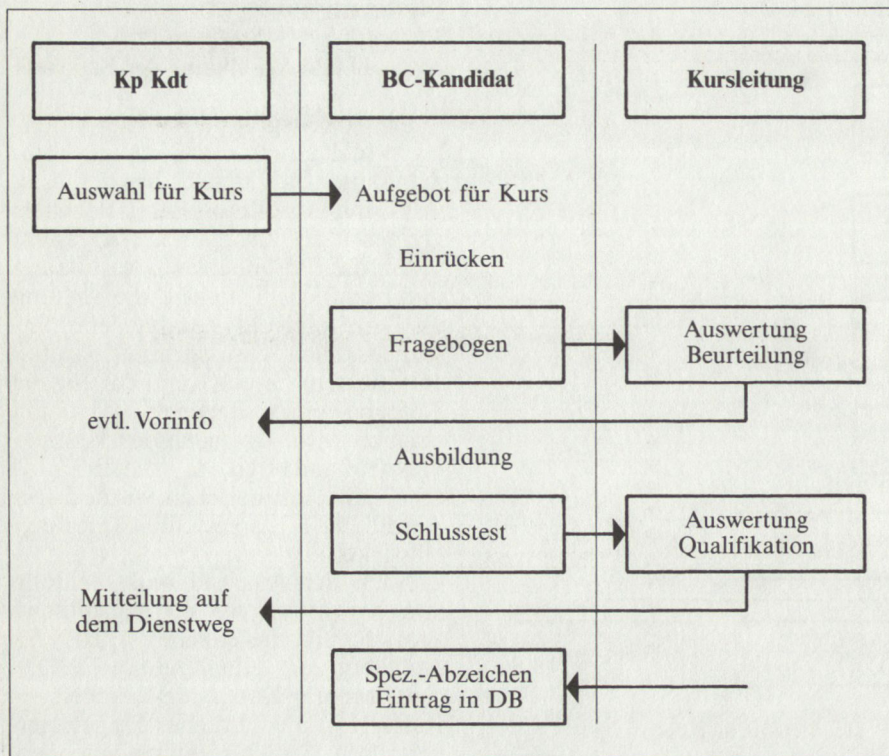 Kp Kdt
BC-Kandidat
Kursleitung
Auswahl für Kurs
Aufgebot für Kurs
Einrücken
Fragebogen
Auswertung
Beurteilung
evtl. Vorinfo
Ausbildung
Schlusstest
Auswertung
Qualifikation
Mitteilung auf
dem Dienstweg
Spez.-Abzeichen
Eintrag in DB